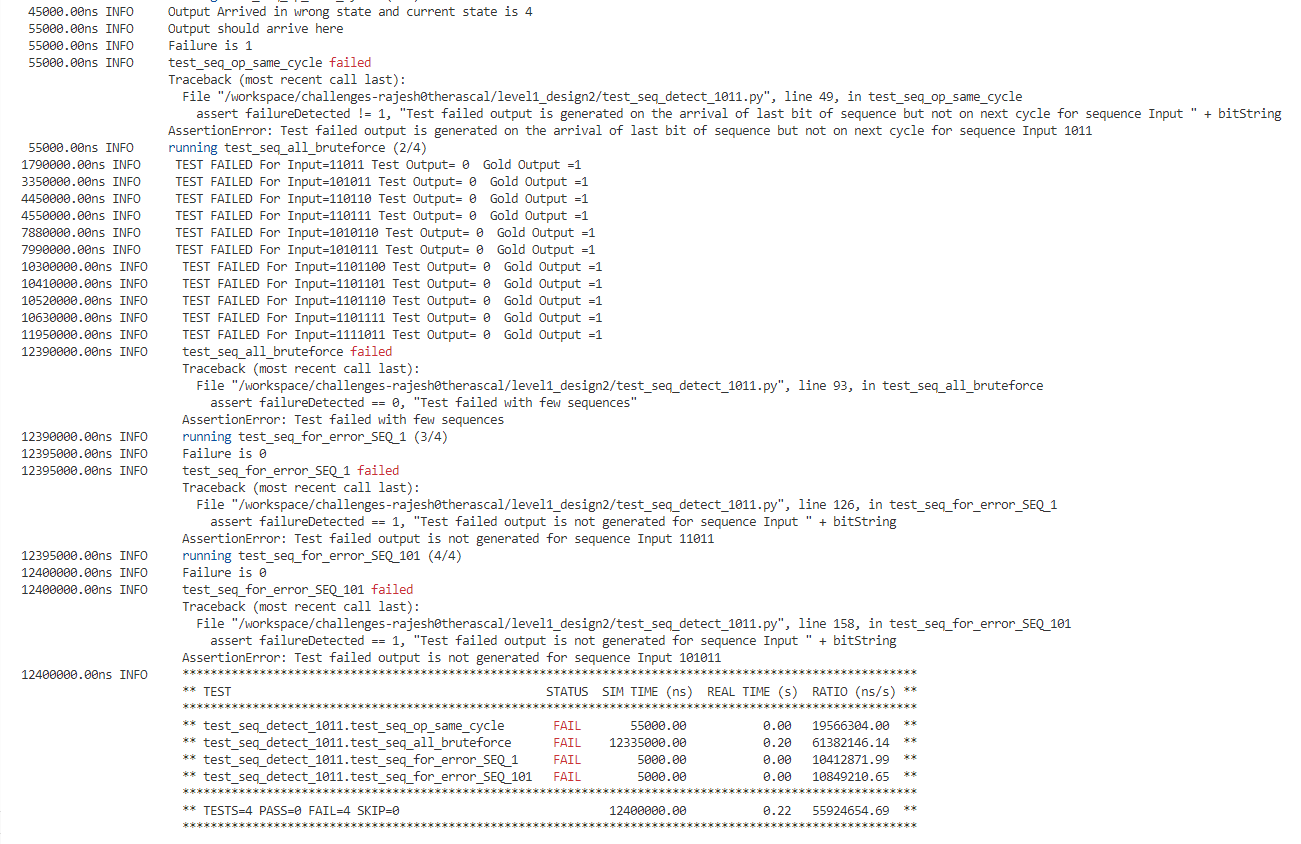 45000.00ns INFO Output Arrived in wrong state and current state is 4
55000.00ns INFO Output should arrive here
55000.00ns INFO Failure is 1
55000.00ns INFO test_seq_op_same_cycle failed
Traceback (most recent call last):
File "/workspace/challenges-rajesh0therascal/level1_design2/test_seq_detect_1011.py", line 49, in test_seq_op_same_cycle
assert failureDetected != 1, "Test failed output is generated on the arrival of last bit of sequence but not on next cycle for sequence Input " + bitString
AssertionError: Test failed output is generated on the arrival of last bit of sequence but not on next cycle for sequence Input 1011
55000.00ns INFO running test_seq_all_bruteforce (2/4)
1790000.00ns INFO TEST FAILED For Input=11011 Test Output= 0 Gold Output =1
3350000.00ns INFO TEST FAILED For Input=101011 Test Output= 0 Gold Output =1
4450000.00ns INFO TEST FAILED For Input=110110 Test Output= 0 Gold Output =1
4550000.00ns INFO TEST FAILED For Input=110111 Test Output= 0 Gold Output =1
7880000.00ns INFO TEST FAILED For Input=1010110 Test Output= 0 Gold Output =1
7990000.00ns INFO TEST FAILED For Input=1010111 Test Output= 0 Gold Output =1
10300000.00ns INFO TEST FAILED For Input=1101100 Test Output= 0 Gold Output =1
10410000.00ns INFO TEST FAILED For Input=1101101 Test Output= 0 Gold Output =1
10520000.00ns INFO TEST FAILED For Input=1101110 Test Output= 0 Gold Output =1
10630000.00ns INFO TEST FAILED For Input=1101111 Test Output= 0 Gold Output =1
11950000.00ns INFO TEST FAILED For Input=1111011 Test Output= 0 Gold Output =1
12390000.00ns INFO test_seq_all_bruteforce failed
Traceback (most recent call last):
File "/workspace/challenges-rajesh0therascal/level1_design2/test_seq_detect_1011.py", line 93, in test_seq_all_bruteforce
assert failureDetected == 0, "Test failed with few sequences"
AssertionError: Test failed with few sequences
12390000.00ns INFO running test_seq_for_error_SEQ_1 (3/4)
12395000.00ns INFO Failure is 0
12395000.00ns INFO test_seq_for_error_SEQ_1 failed
Traceback (most recent call last):
File "/workspace/challenges-rajesh0therascal/level1_design2/test_seq_detect_1011.py", line 126, in test_seq_for_error_SEQ_1
assert failureDetected == 1, "Test failed output is not generated for sequence Input " + bitString
AssertionError: Test failed output is not generated for sequence Input 11011
12395000.00ns INFO running test_seq_for_error_SEQ_101 (4/4)
12400000.00ns INFO Failure is 0
12400000.00ns INFO test_seq_for_error_SEQ_101 failed
Traceback (most recent call last):
File "/workspace/challenges-rajesh0therascal/level1_design2/test_seq_detect_1011.py", line 158, in test_seq_for_error_SEQ_101
assert failureDetected == 1, "Test failed output is not generated for sequence Input " + bitString
AssertionError: Test failed output is not generated for sequence Input 101011
12400000.00ns INFO *********************************************************************************************************
** TEST STATUS SIM TIME (ns) REAL TIME (s) RATIO (ns/s) **
*********************************************************************************************************
** test_seq_detect_1011.test_seq_op_same_cycle FAIL 55000.00 0.00 19566304.00 **
** test_seq_detect_1011.test_seq_all_bruteforce FAIL 12335000.00 0.20 61382146.14 **
** test_seq_detect_1011.test_seq_for_error_SEQ_1 FAIL 5000.00 0.00 10412871.99 **
** test_seq_detect_1011.test_seq_for_error_SEQ_101 FAIL 5000.00 0.00 10849210.65 **
*********************************************************************************************************
** TESTS=4 PASS=0 FAIL=4 SKIP=0 12400000.00 0.22 55924654.69 **
*********************************************************************************************************